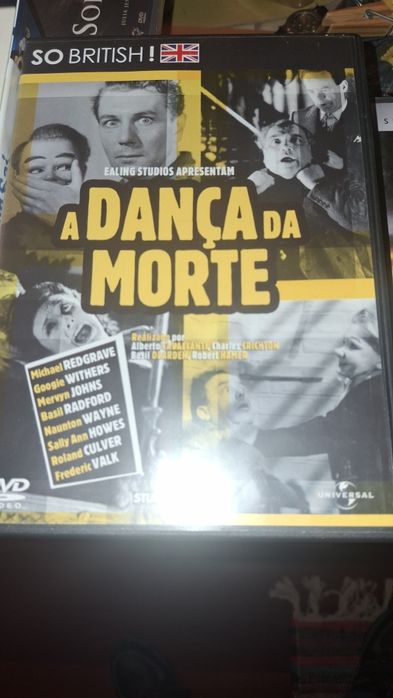 SO BRITISH!
EALING STUDIOS APRESENTAM
A DANÇA DA
MORTE
Realizado por
Alberto CAVALCANTI, Charles CRICHTON
Basil DEARDEN, Robert HAMER
Michael REDGRAVE
Googie WITHERS
Mervyn JOHNS
Basil RADFORD
Naunton WAYNE
Sally Ann HOWES
Roland CULVER
Frederic VALK
DVD
VIDEO
UNIVERSAL